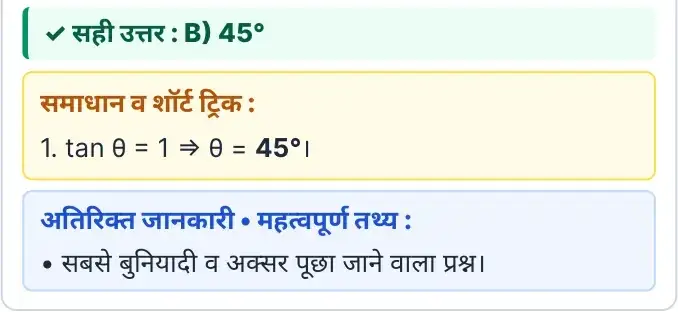 ✓ सही उत्तर : B) 45°
समाधान व शॉर्ट ट्रिक :
1. tan θ = 1 ⇒ θ = 45°।
अतिरिक्त जानकारी • महत्वपूर्ण तथ्य :
• सबसे बुनियादी व अक्सर पूछा जाने वाला प्रश्न।